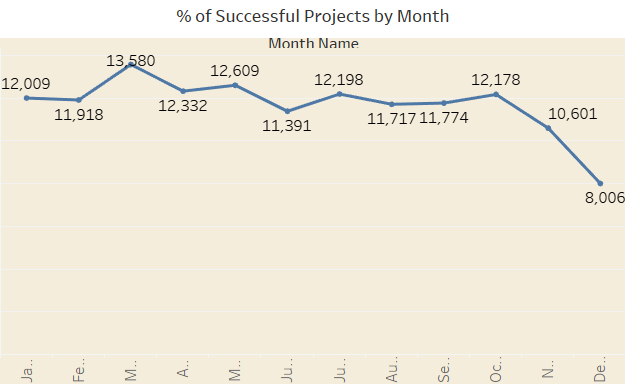 % of Successful Projects by Month
Month Name
12,009
11,918
13,580
12,332
12,609
11,391
12,198
11,717
11,774
12,178
10,601
8,006
Ja..
Fe..
M..
A..
M..
Ju..
Ju..
Au..
Se..
Oc..
N..
De..